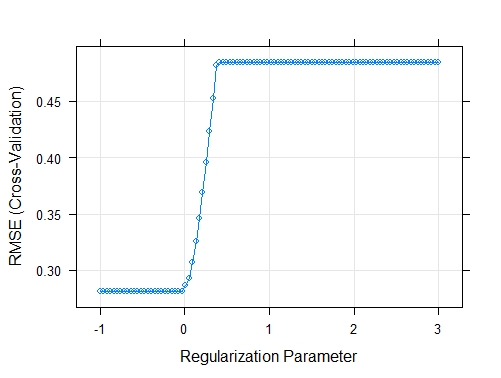 RMSE (Cross-Validation)
0.45
0.40
0.35
0.30
-1 0 1 2 3
Regularization Parameter